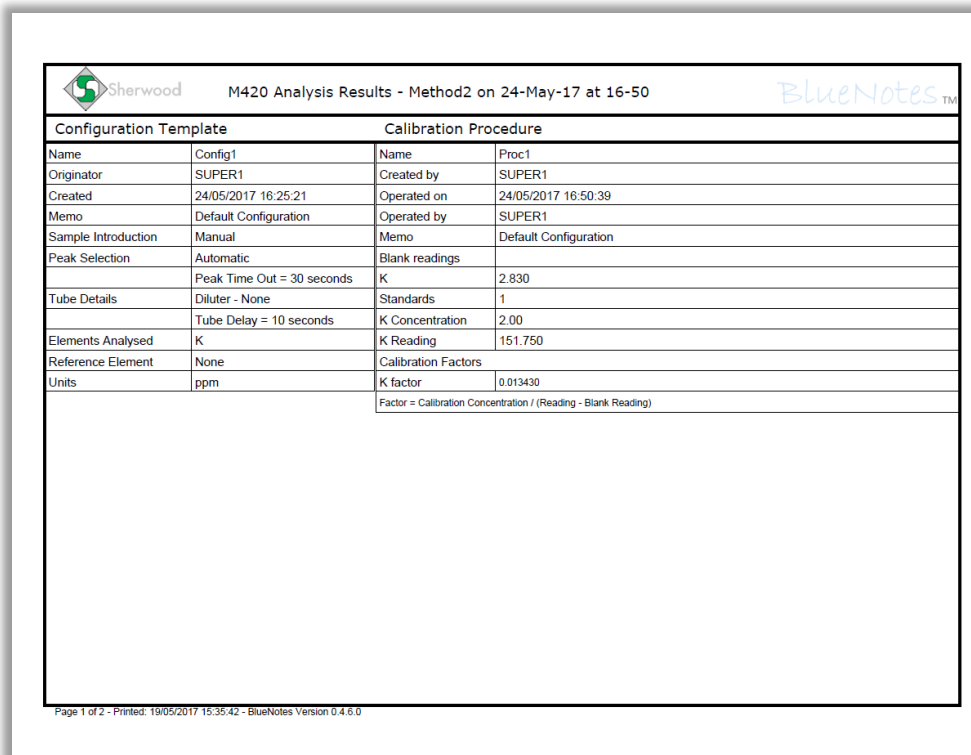 Sherwood
M420 Analysis Results - Method2 on 24-May-17 at 16-50
BlueNotes TM
Configuration Template
Calibration Procedure
Name Config1
Originator SUPER1
Created 24/05/2017 16:25:21
Memo Default Configuration
Sample Introduction Manual
Peak Selection Automatic
Peak Time Out = 30 seconds
Tube Details Diluter - None
Tube Delay = 10 seconds
Elements Analysed K
Reference Element None
Units ppm
Name Proc1
Created by SUPER1
Operated on 24/05/2017 16:50:39
Operated by SUPER1
Memo Default Configuration
Blank readings
K 2.830
Standards 1
K Concentration 2.00
K Reading 151.750
Calibration Factors
K factor 0.013430
Factor = Calibration Concentration / (Reading - Blank Reading)
Page 1 of 2 - Printed: 19/05/2017 15:35:42 - BlueNotes Version 0.4.6.0